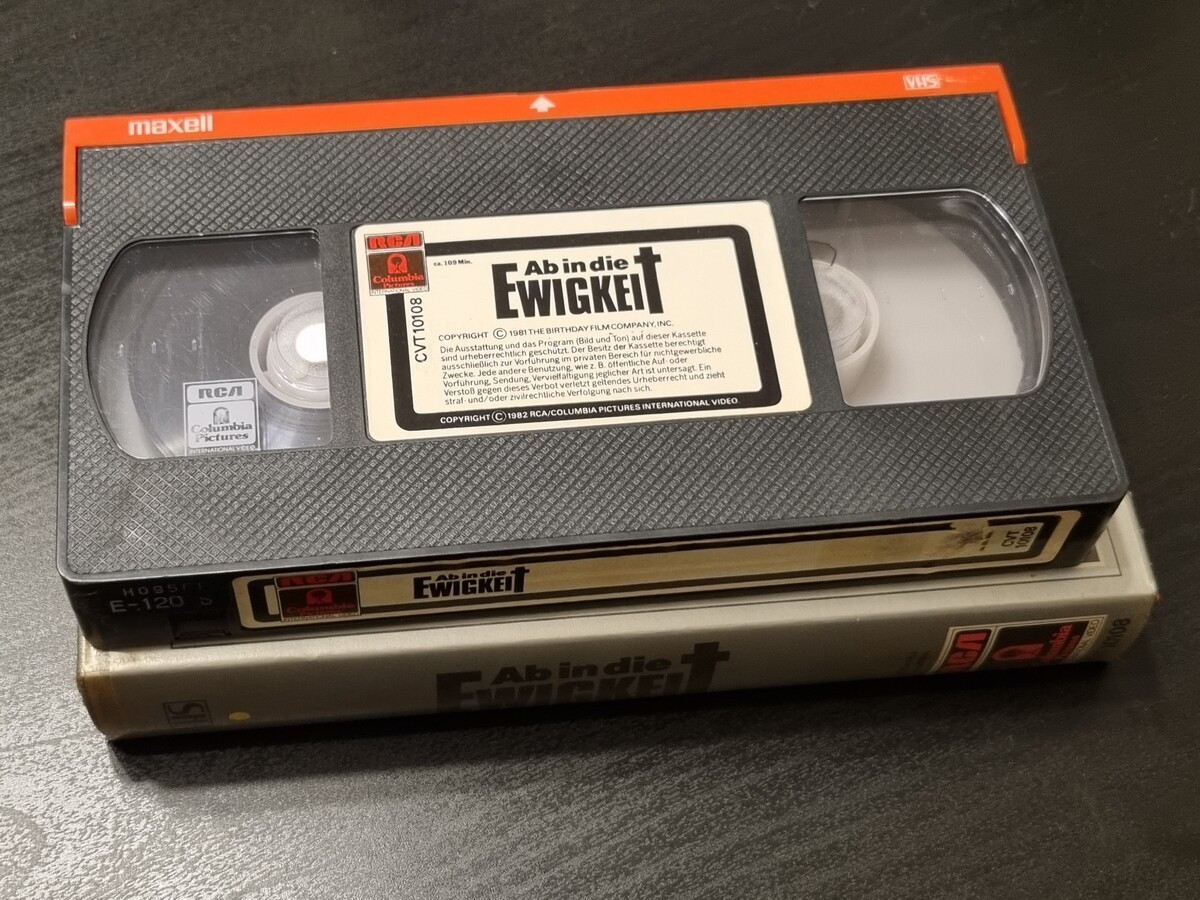 maxell
VHS
RCA
Columbia
Pictures
INTERNATIONAL VIDEO
ca. 109 Min.
CVT 10108
Ab in die
EWIGKEIT
COPYRIGHT © 1981 THE BIRTHDAY FILM COMPANY, INC.
Die Ausstattung und das Program (Bild und Ton) auf dieser Kassette
sind urheberrechtlich geschützt. Der Besitz der Kassette berechtigt
ausschließlich zur Vorführung im privaten Bereich für nichtgewerbliche
Zwecke. Jede andere Benutzung, wie z. B. öffentliche Auf- oder
Vorführung, Sendung, Vervielfältigung jeglicher Art ist untersagt. Ein
Verstoß gegen dieses Verbot verletzt geltendes Urheberrecht und zieht
straf- und/oder zivilrechtliche Verfolgung nach sich.
COPYRIGHT © 1982 RCA/COLUMBIA PICTURES INTERNATIONAL VIDEO.
RCA
Columbia
Pictures
INTERNATIONAL VIDEO
E-120
RCA
Columbia
Ab in die
EWIGKEIT
CVT
10108
VHS
Ab in die
EWIGKEIT
RCA